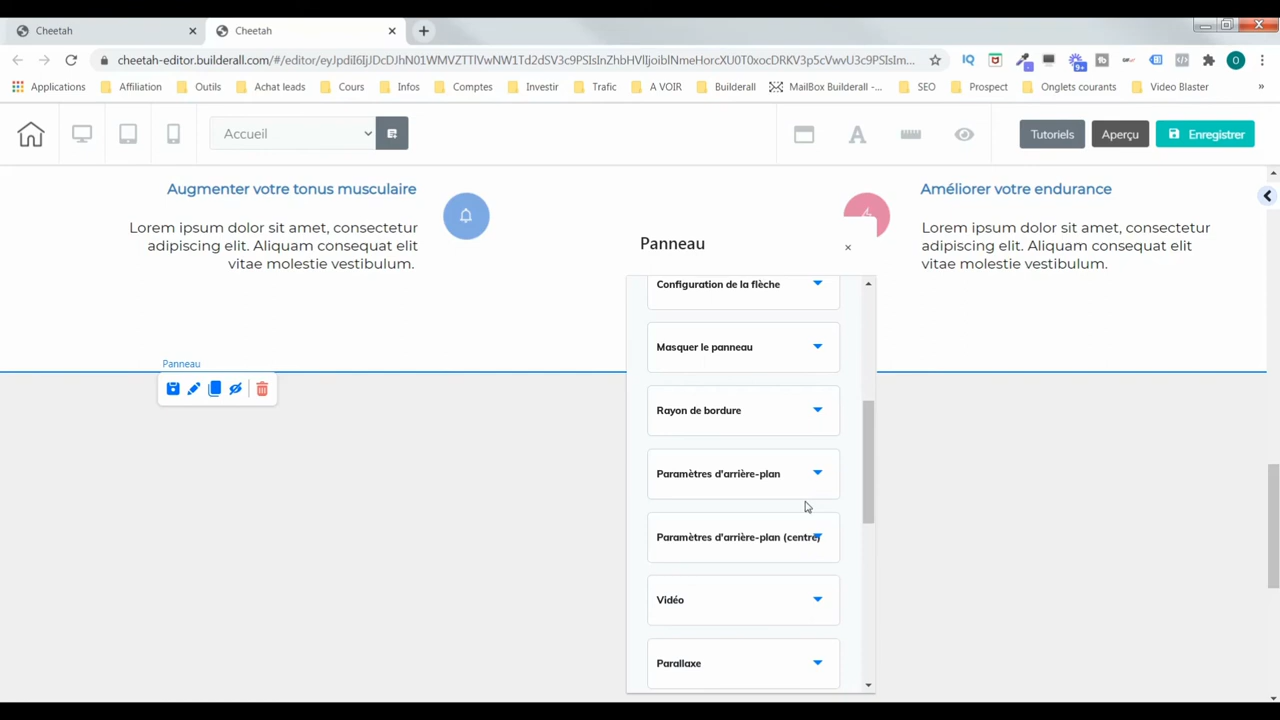 Cheetah
Cheetah
cheetah-editor.builderall.com/#/editor/
Applications
Affiliation
Outils
Achat leads
Cours
Infos
Comptes
Investir
Trafic
A VOIR
Builderall
MailBox Builderall -...
SEO
Prospect
Onglets courants
Video Blaster
»
Accueil
Tutoriels
Aperçu
Enregistrer
Augmenter votre tonus musculaire
Lorem ipsum dolor sit amet, consectetur
adipiscing elit. Aliquam consequat elit
vitae molestie vestibulum.
Améliorer votre endurance
Lorem ipsum dolor sit amet, consectetur
adipiscing elit. Aliquam consequat elit
vitae molestie vestibulum.
Panneau
Configuration de la flèche
Masquer le panneau
Rayon de bordure
Paramètres d'arrière-plan
Paramètres d'arrière-plan (centre)
Vidéo
Parallaxe
Panneau